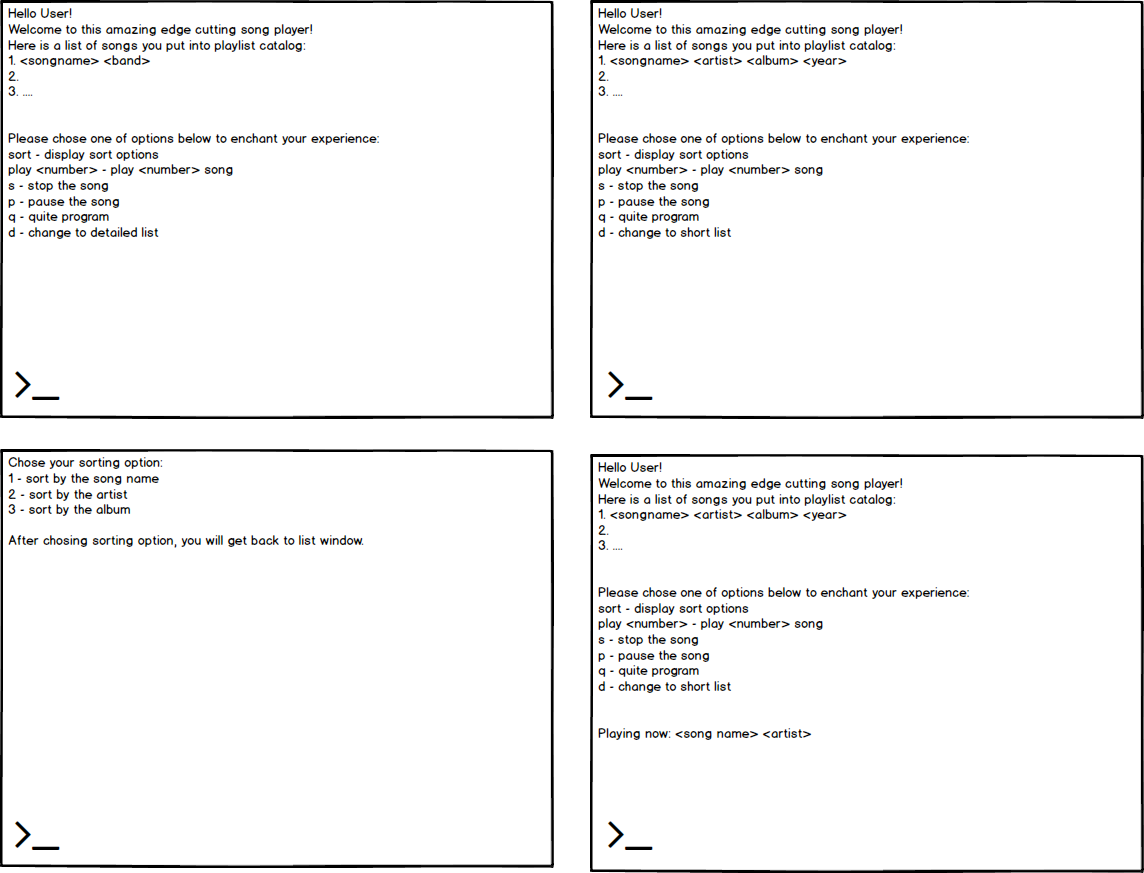 Hello User!
Welcome to this amazing edge cutting song player!
Here is a list of songs you put into playlist catalog:
1. <songname> <band>
2.
3. ....
Please chose one of options below to enchant your experience:
sort - display sort options
play <number> - play <number> song
s - stop the song
p - pause the song
q - quite program
d - change to detailed list
>_
Hello User!
Welcome to this amazing edge cutting song player!
Here is a list of songs you put into playlist catalog:
1. <songname> <artist> <album> <year>
2.
3. ....
Please chose one of options below to enchant your experience:
sort - display sort options
play <number> - play <number> song
s - stop the song
p - pause the song
q - quite program
d - change to short list
>_
Chose your sorting option:
1 - sort by the song name
2 - sort by the artist
3 - sort by the album
After chosing sorting option, you will get back to list window.
>_
Hello User!
Welcome to this amazing edge cutting song player!
Here is a list of songs you put into playlist catalog:
1. <songname> <artist> <album> <year>
2.
3. ....
Please chose one of options below to enchant your experience:
sort - display sort options
play <number> - play <number> song
s - stop the song
p - pause the song
q - quite program
d - change to short list
Playing now: <song name> <artist>
>_